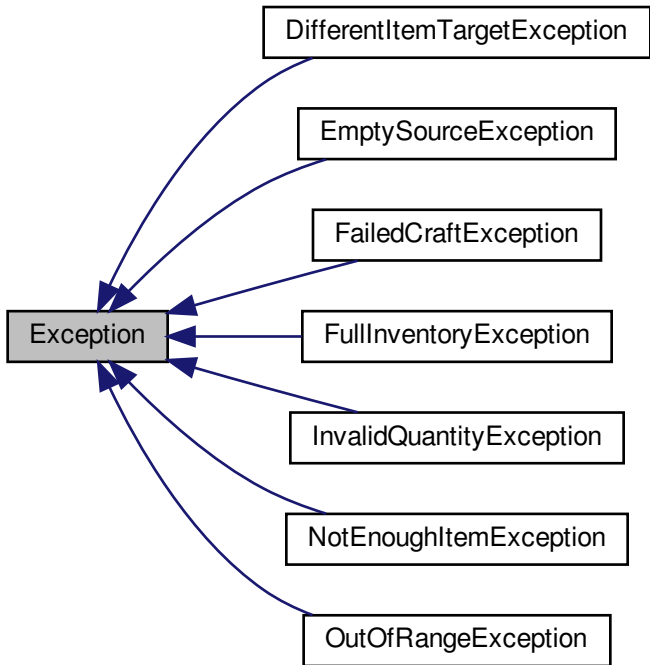 DifferentItemTargetException
EmptySourceException
FailedCraftException
Exception
FullInventoryException
InvalidQuantityException
NotEnoughItemException
OutOfRangeException